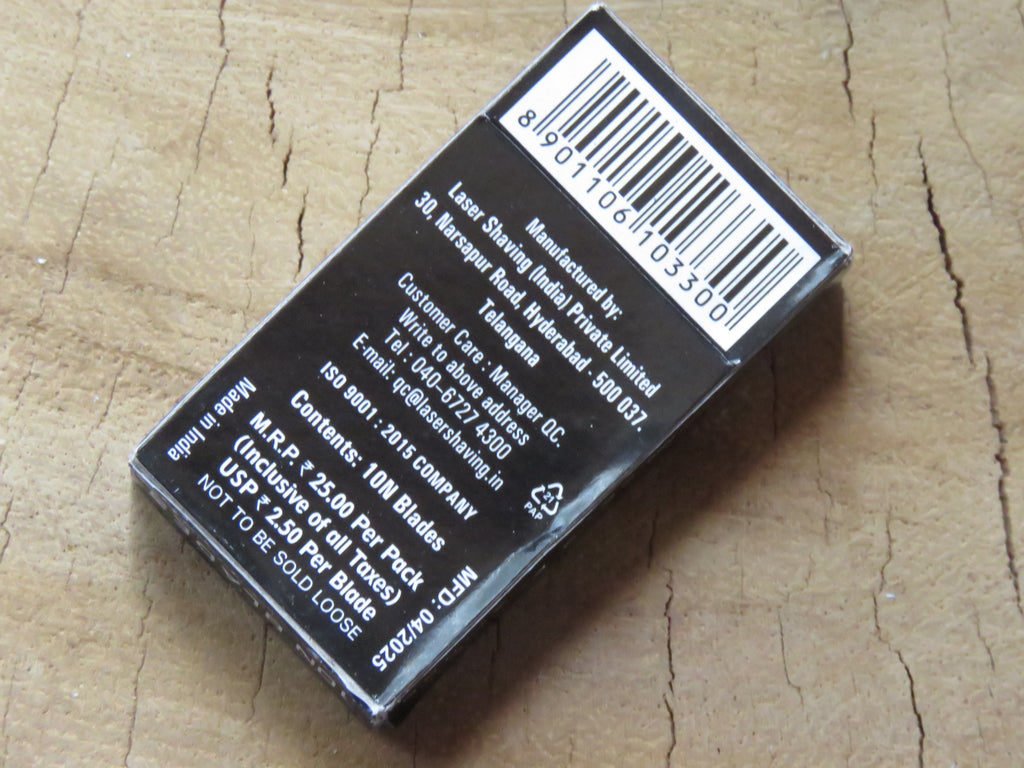 8901106103300
Manufactured by:
Laser Shaving (India) Private Limited
30, Narsapur Road, Hyderabad - 500 037.
Telangana
Customer Care : Manager QC.
Write to above address
Tel : 040-6727 4300
E.mail: qc@lasershaving.in
ISO 9001 : 2015 COMPANY
21
PAP
Contents: 10N Blades
M.R.P. ₹ 25.00 Per Pack
(Inclusive of all Taxes)
USP ₹ 2.50 Per Blade
NOT TO BE SOLD LOOSE
Made in India
MFD: 04/2025